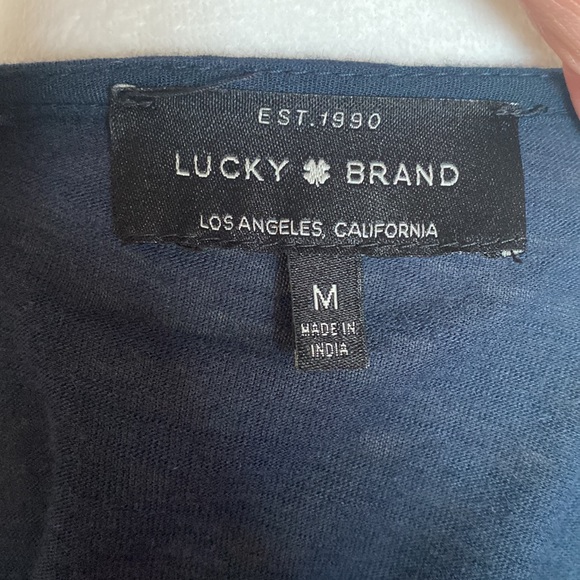 EST.1990
LUCKY BRAND
LOS ANGELES, CALIFORNIA
M
MADE IN
INDIA